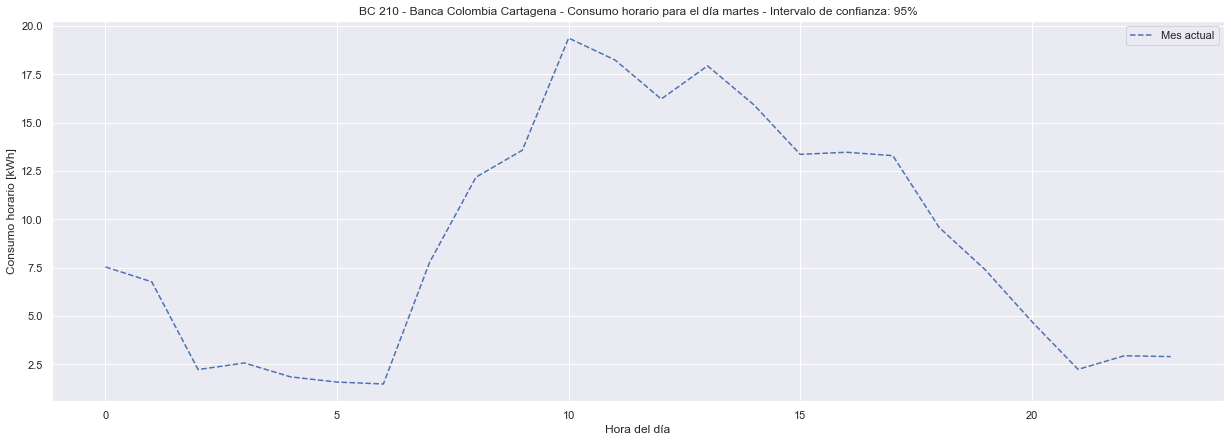 BC 210 - Banca Colombia Cartagena - Consumo horario para el día martes - Intervalo de confianza: 95%
Mes actual
Consumo horario [kWh]
20.0
17.5
15.0
12.5
10.0
7.5
5.0
2.5
0 5 10 15 20
Hora del día